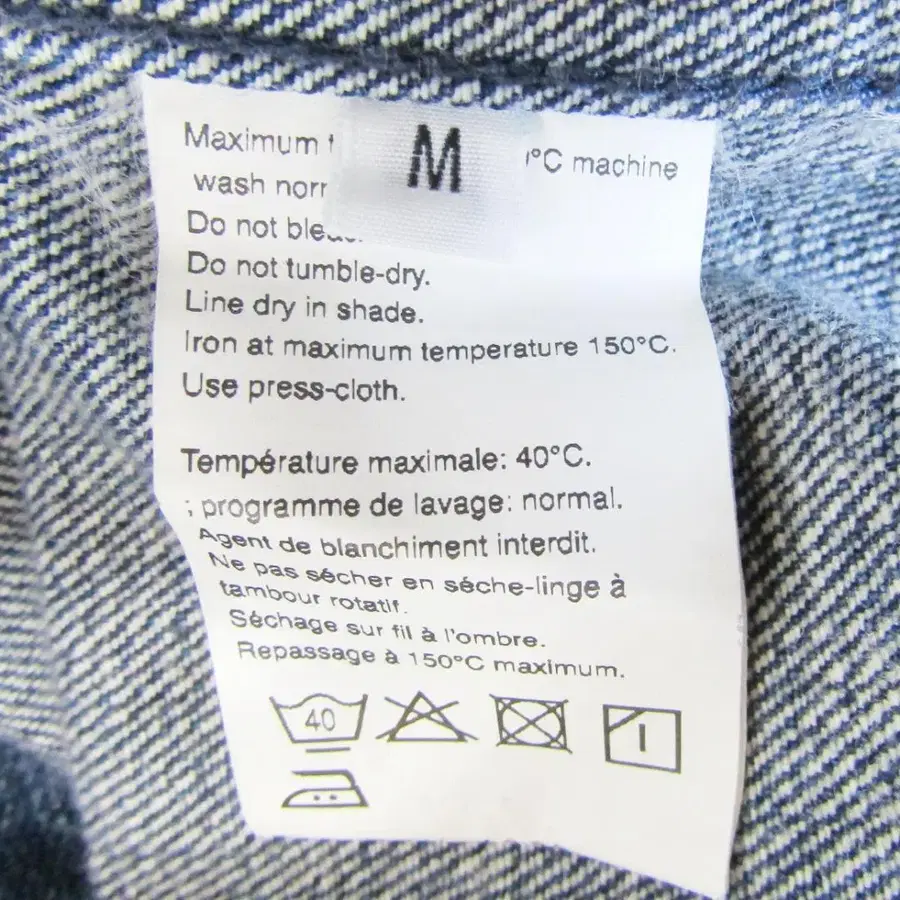 M
Maximum
°C machine
wash
Do not
Do not tumble-dry.
Line dry in shade.
Iron at maximum temperature 150°C.
Use press-cloth.
Température maximale: 40°C.
; programme de lavage: normal.
Agent de blanchiment interdit.
Ne pas sécher en séche-linge à
tambour rotatif.
Séchage sur fil à l'ombre.
Repassage à 150°C maximum.
40